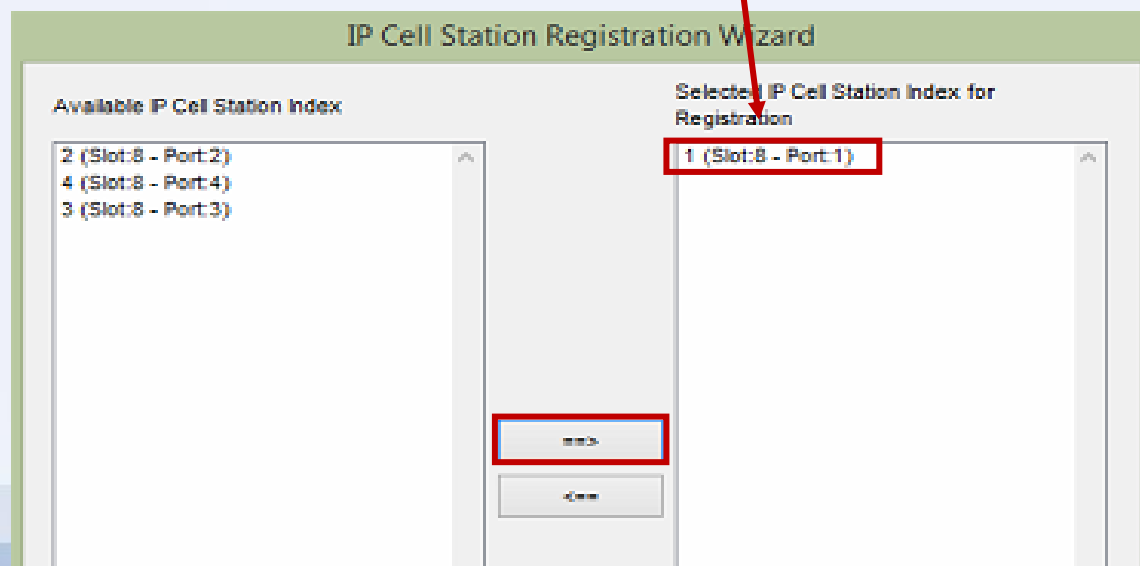 IP Cell Station Registration Wizard
Available IP Cell Station Index
2 (Slot:8 - Port:2)
4 (Slot:8 - Port:4)
3 (Slot:8 - Port:3)
Selected IP Cell Station Index for
Registration
1 (Slot:8 - Port:1)
==>
<==